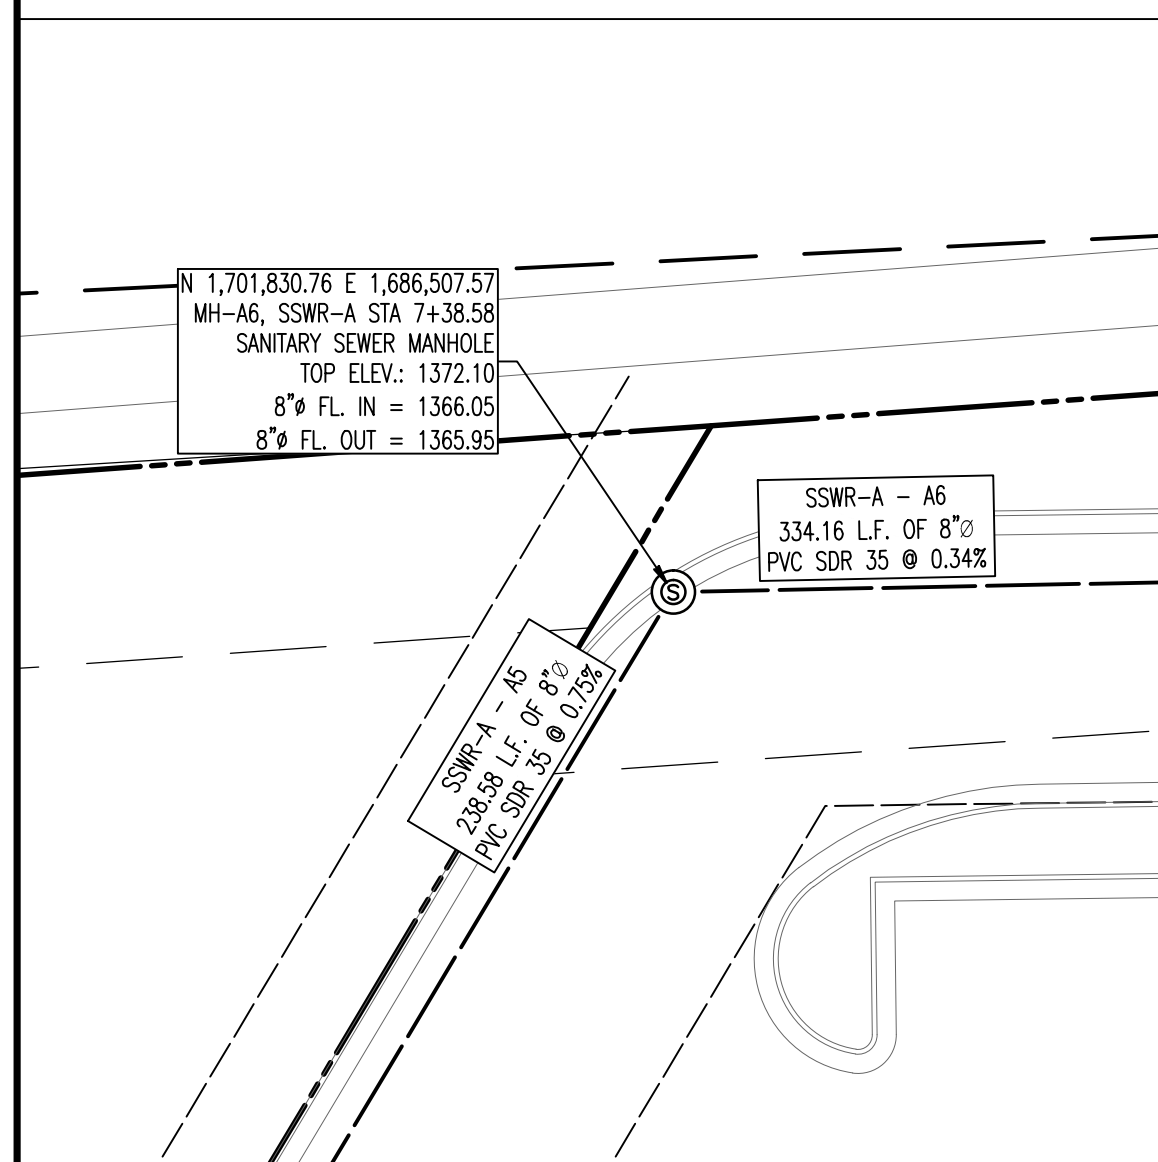 N 1,701,830.76 E 1,686,507.57
MH-A6, SSWR-A STA 7+38.58
SANITARY SEWER MANHOLE
TOP ELEV.: 1372.10
8"ø FL. IN = 1366.05
8"ø FL. OUT = 1365.95
SSWR-A - A6
334.16 L.F. OF 8"∅
PVC SDR 35 @ 0.34%
S
SSWR-A - A5
238.58 L.F. OF 8"∅
PVC SDR 35 @ 0.75%